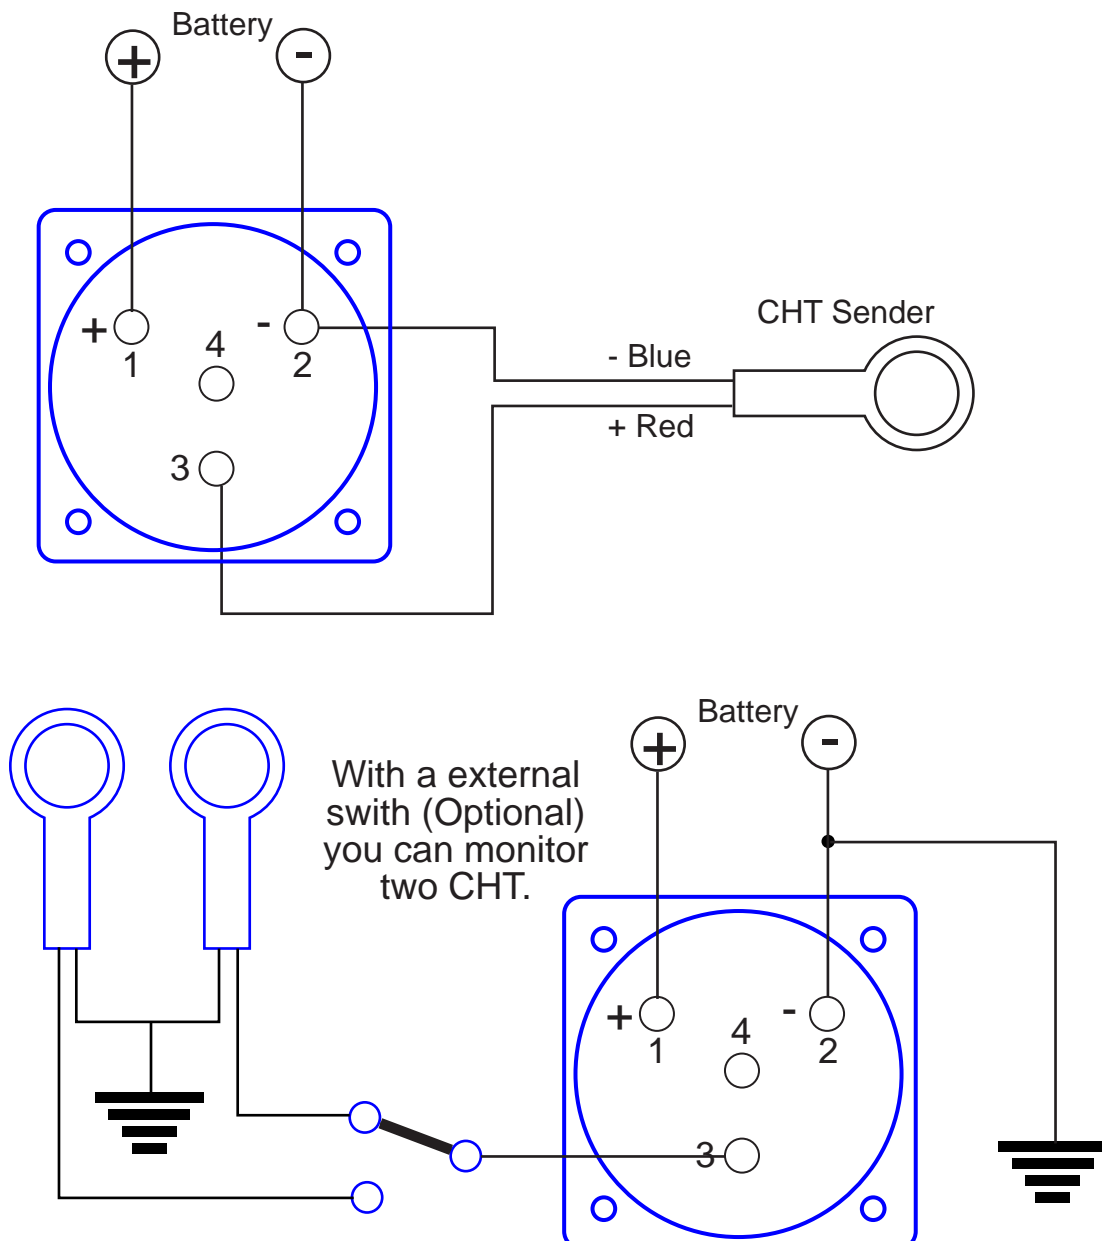 Battery
+ -
+ 1
4
- 2
3
CHT Sender
- Blue
+ Red
With a external
swith (Optional)
you can monitor
two CHT.
Battery
+ -
+ 1
4
- 2
3